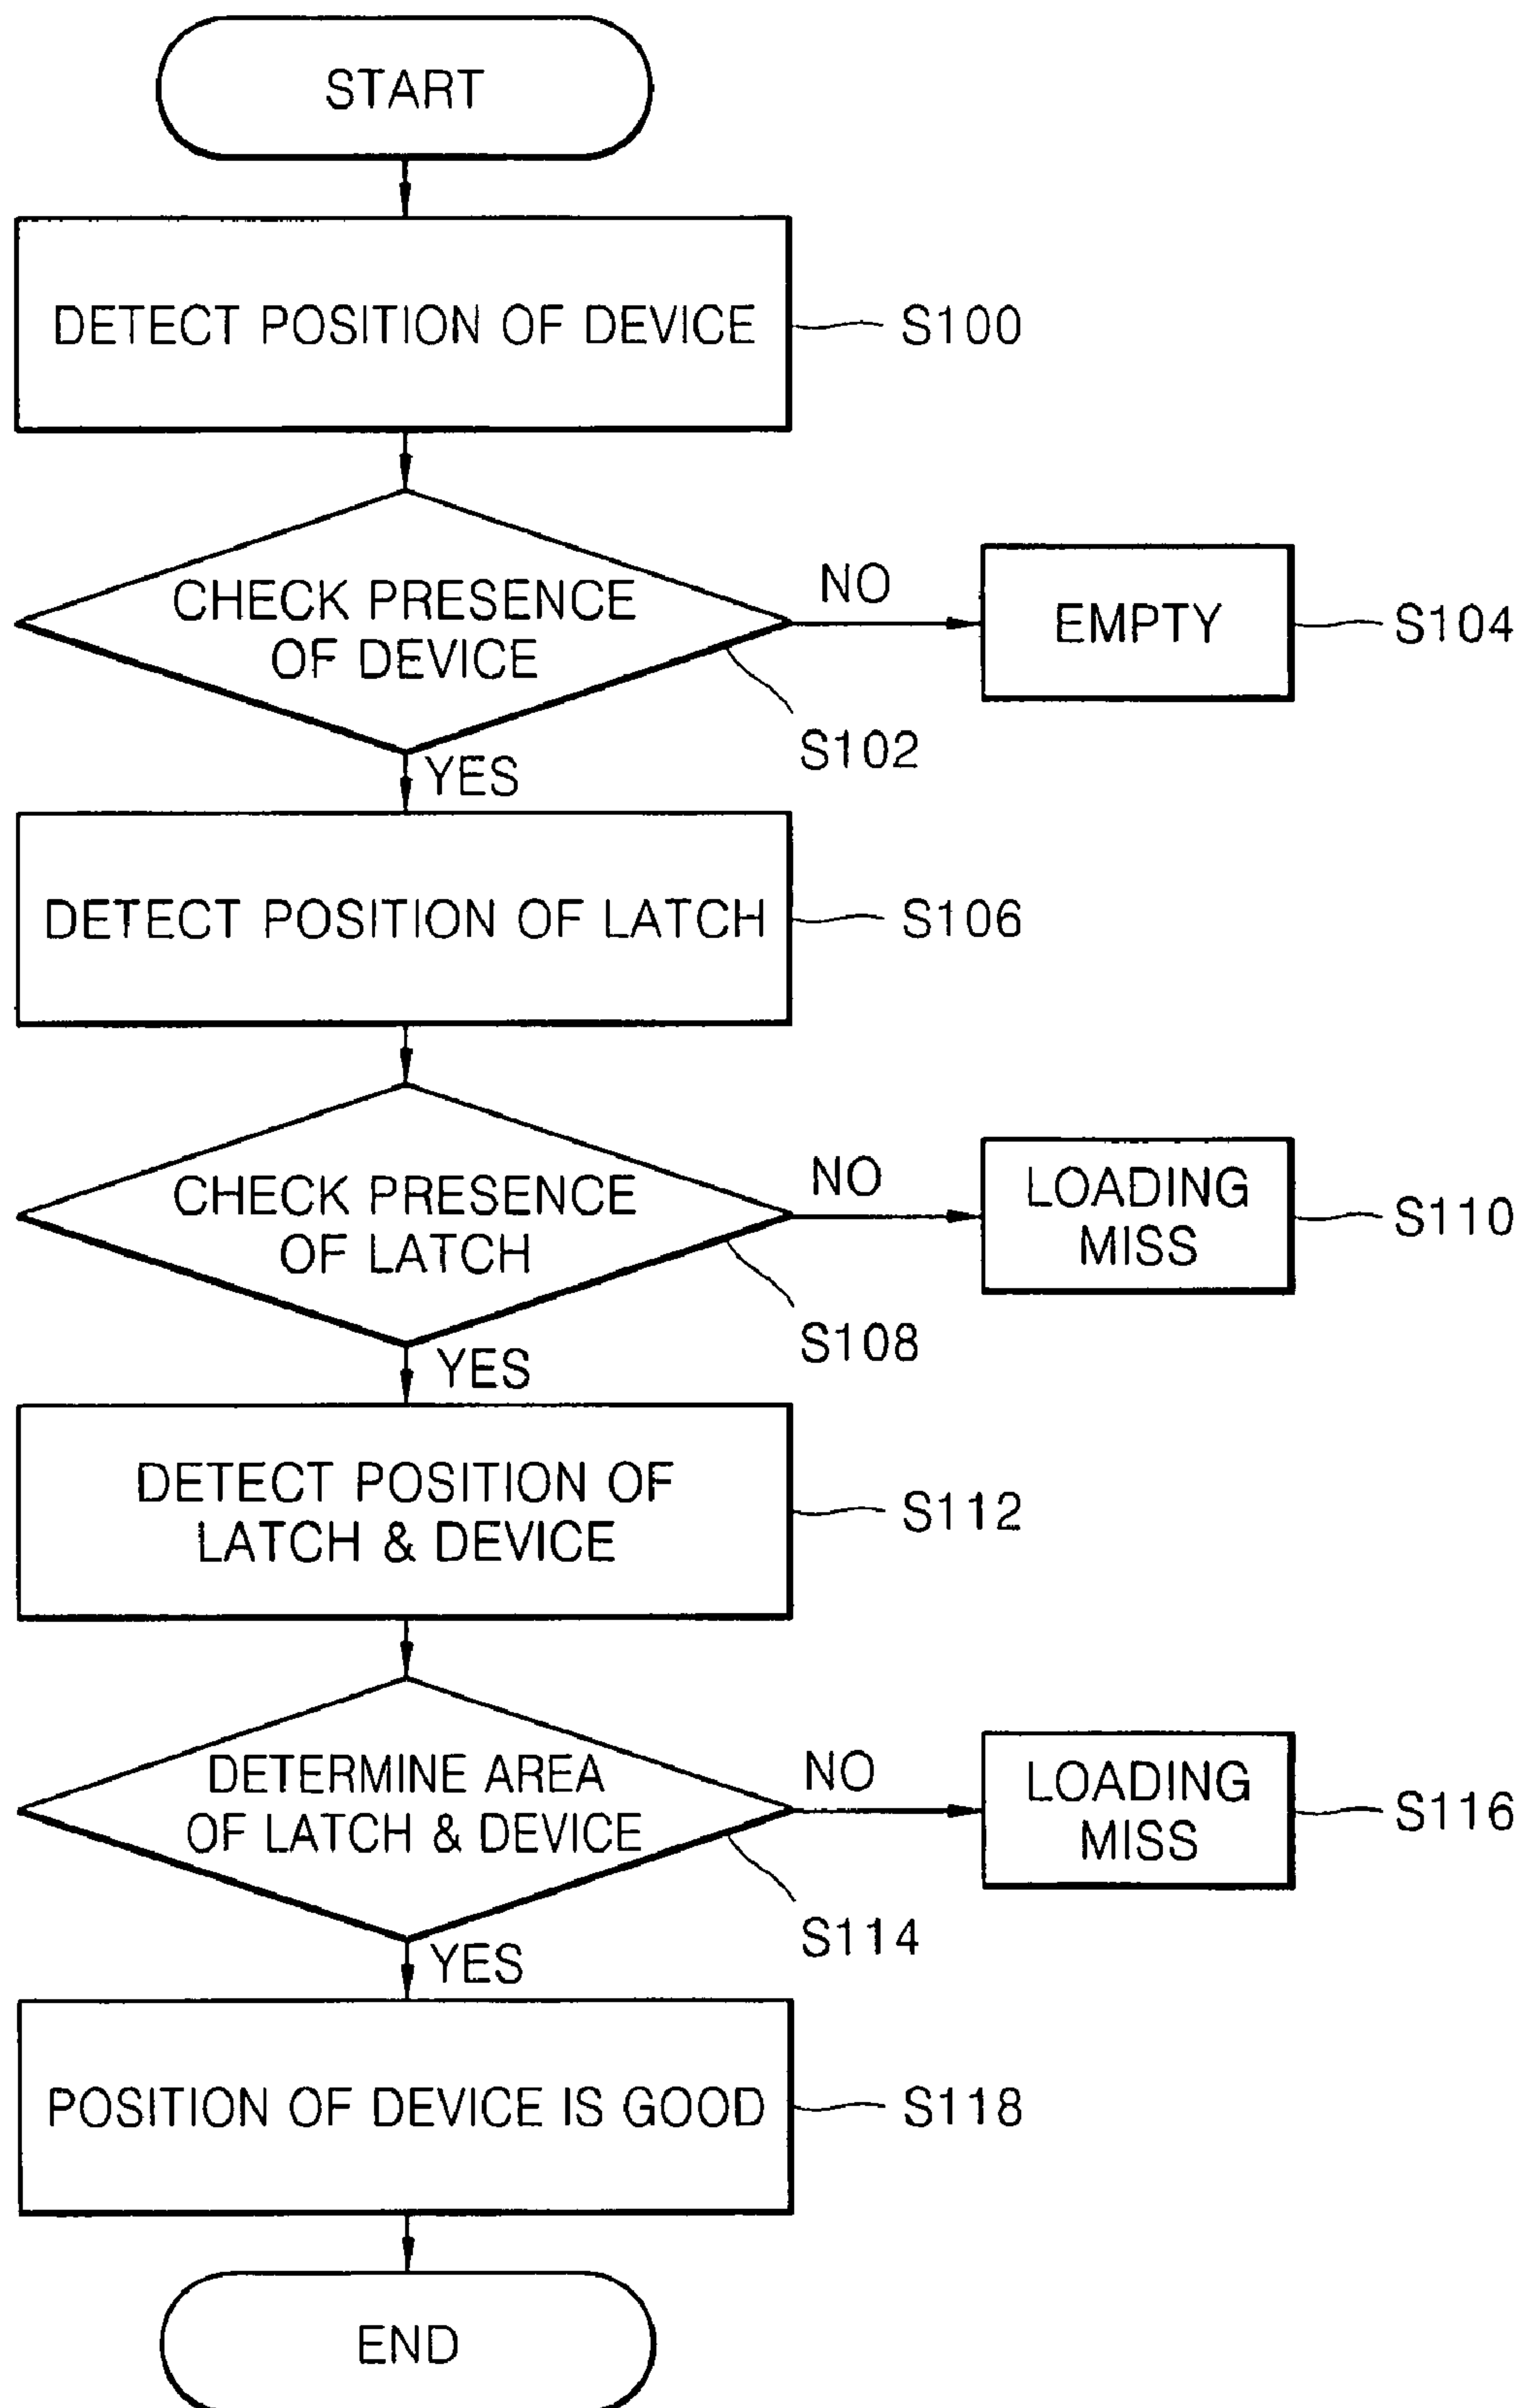 START
DETECT POSITION OF DEVICE
S100
CHECK PRESENCE
OF DEVICE
NO
EMPTY
S104
S102
YES
DETECT POSITION OF LATCH
S106
CHECK PRESENCE
OF LATCH
NO
LOADING
MISS
S110
S108
YES
DETECT POSITION OF
LATCH & DEVICE
S112
DETERMINE AREA
OF LATCH & DEVICE
NO
LOADING
MISS
S116
S114
YES
POSITION OF DEVICE IS GOOD
S118
END